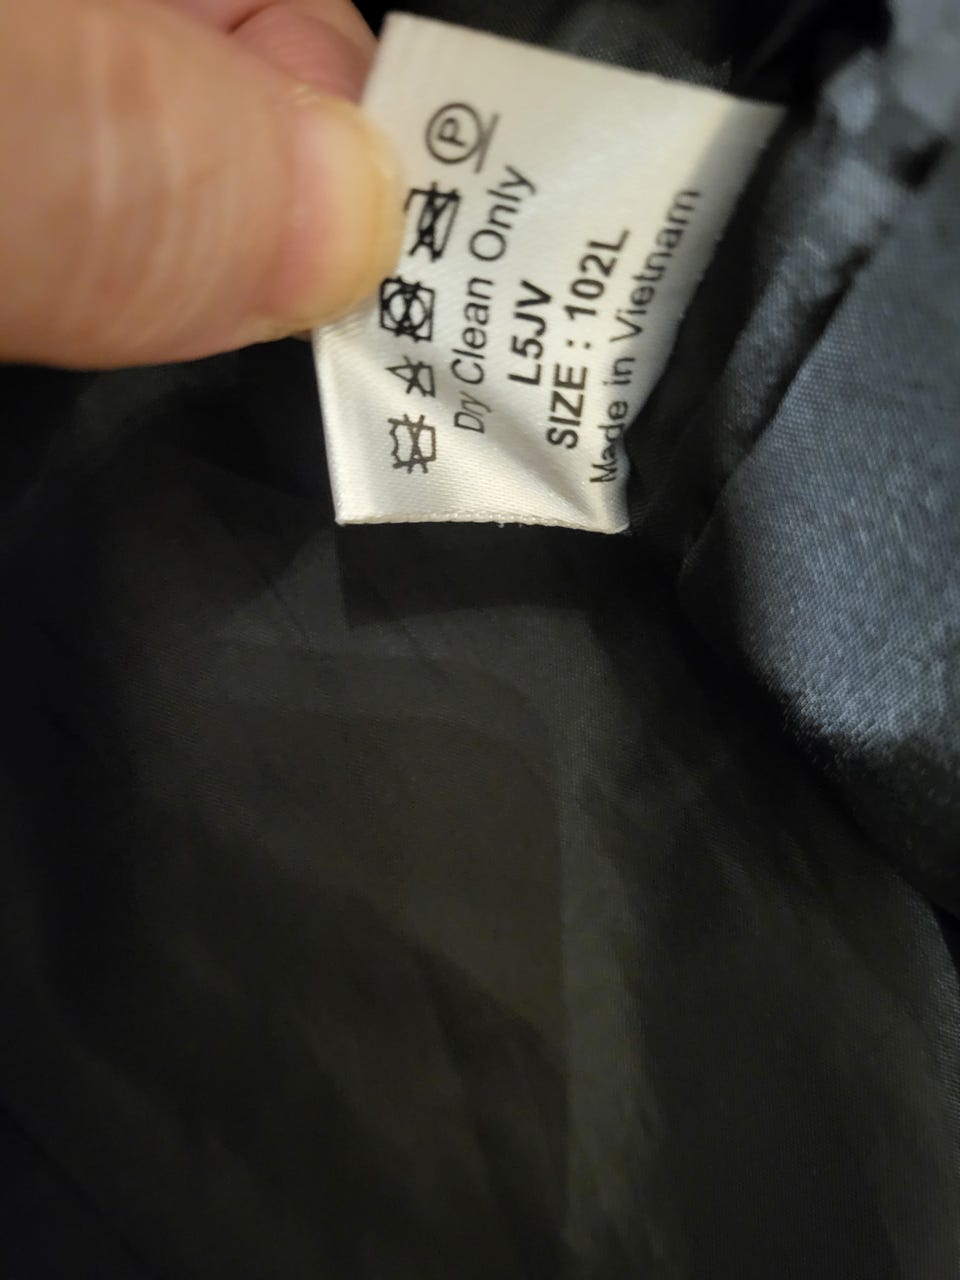 P
Dry Clean Only
L5JV
SIZE : 102L
Made in Vietnam